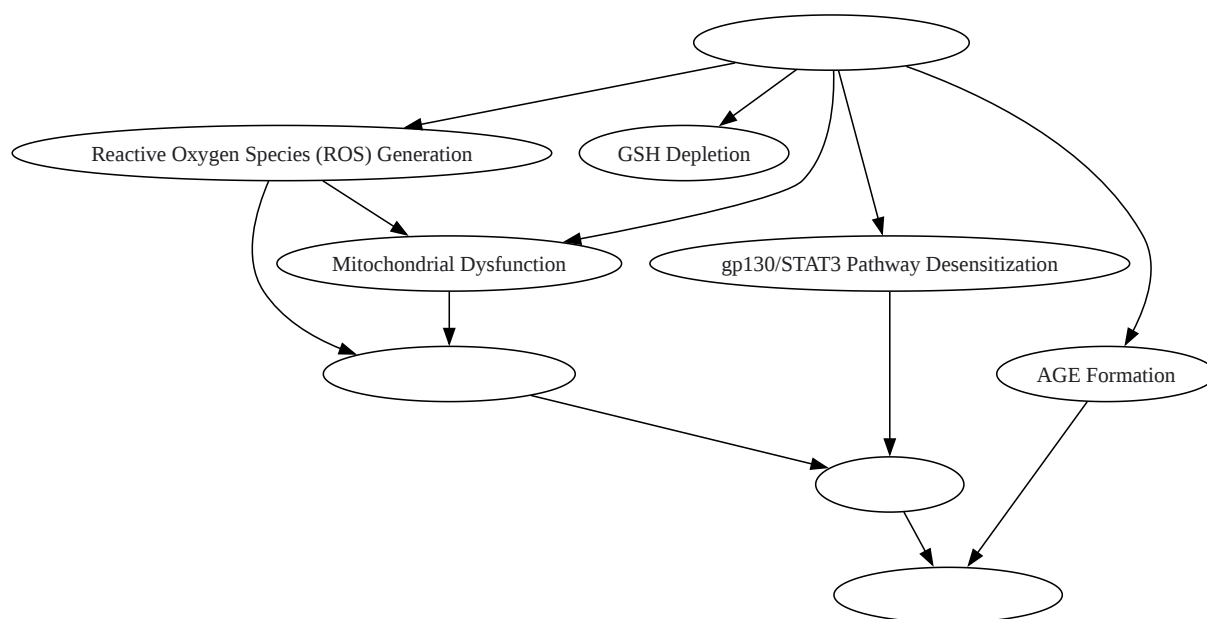 Reactive Oxygen Species (ROS) Generation
GSH Depletion
Mitochondrial Dysfunction
gp130/STAT3 Pathway Desensitization
AGE Formation